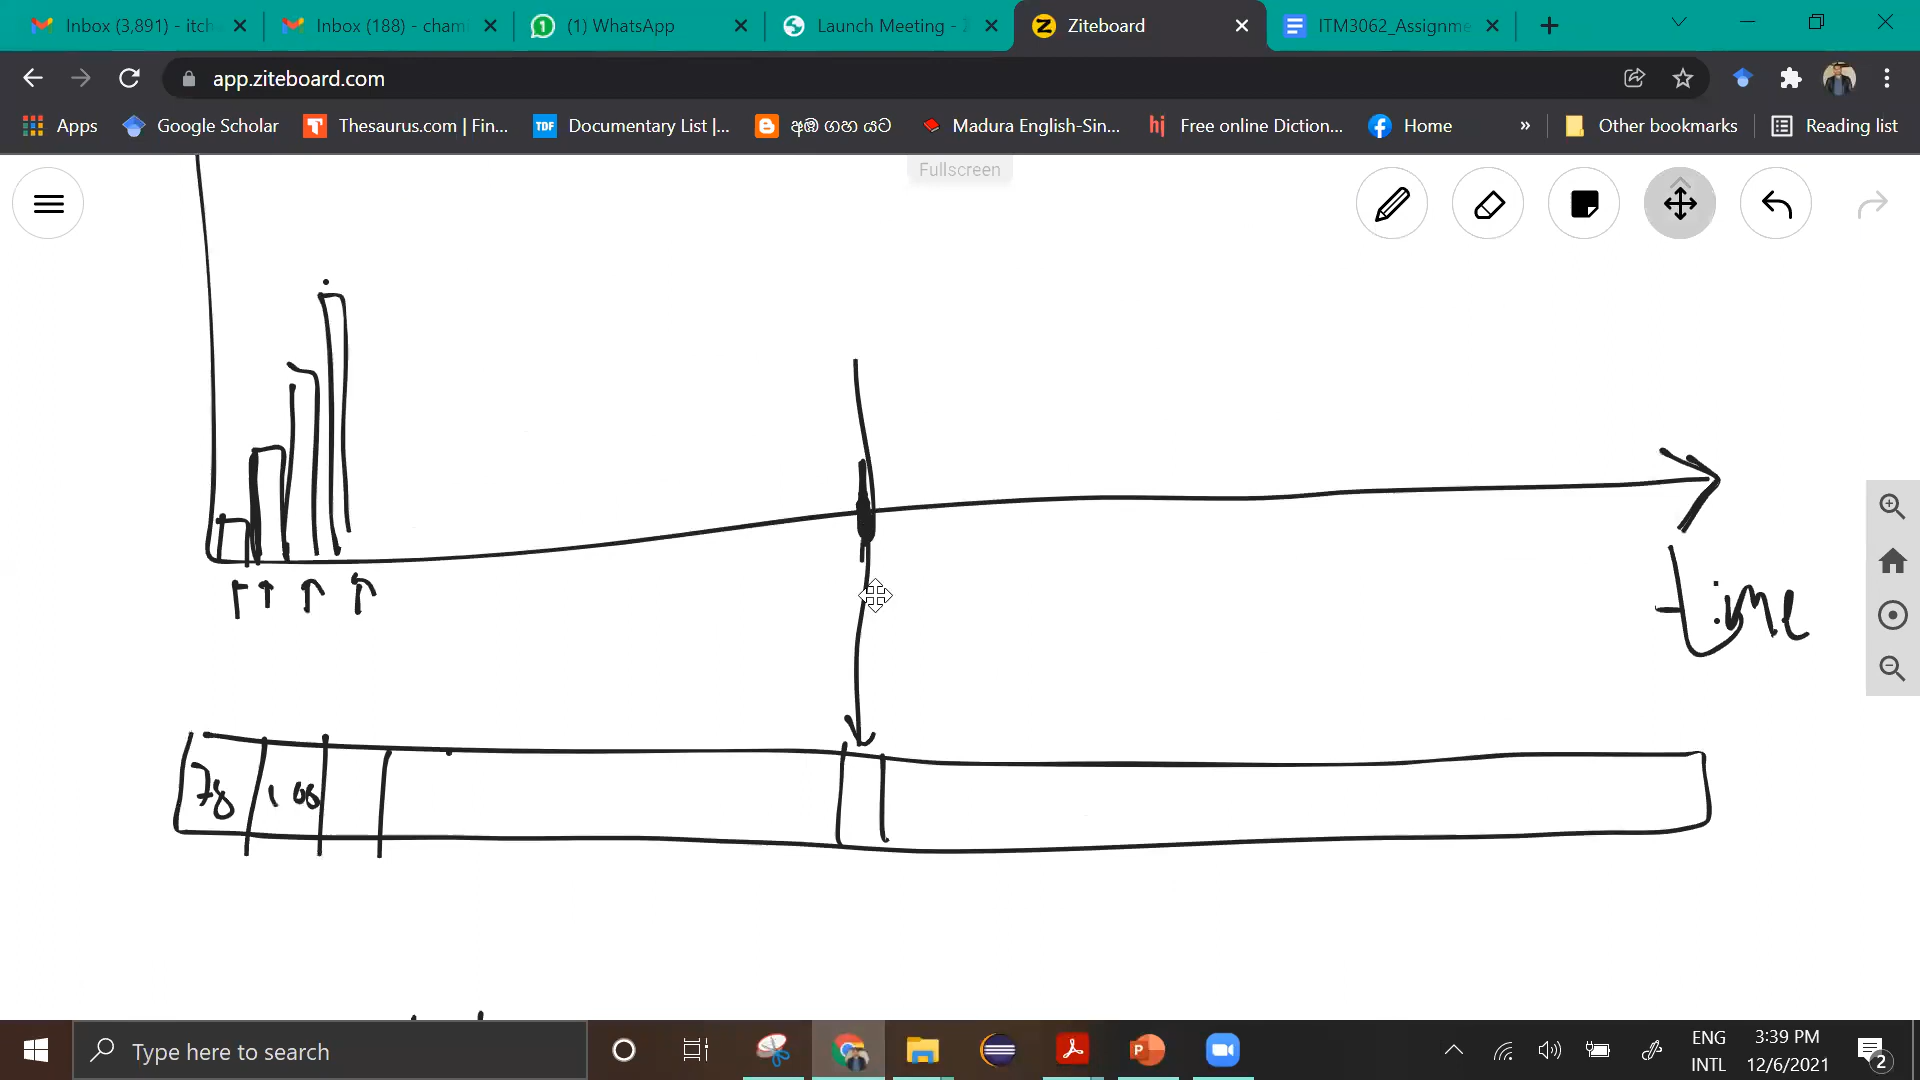 Inbox (3,891) - itch
Inbox (188) - cham
(1) WhatsApp
Launch Meeting -
Ziteboard
ITM3062_Assignme
app.ziteboard.com
Apps
Google Scholar
Thesaurus.com | Fin...
Documentary List |...
අඹ ගහ යට
Madura English-Sin...
Free online Diction...
Home
»
Other bookmarks
Reading list
Fullscreen
time
78
Type here to search
ENG
INTL
3:39 PM
12/6/2021
2